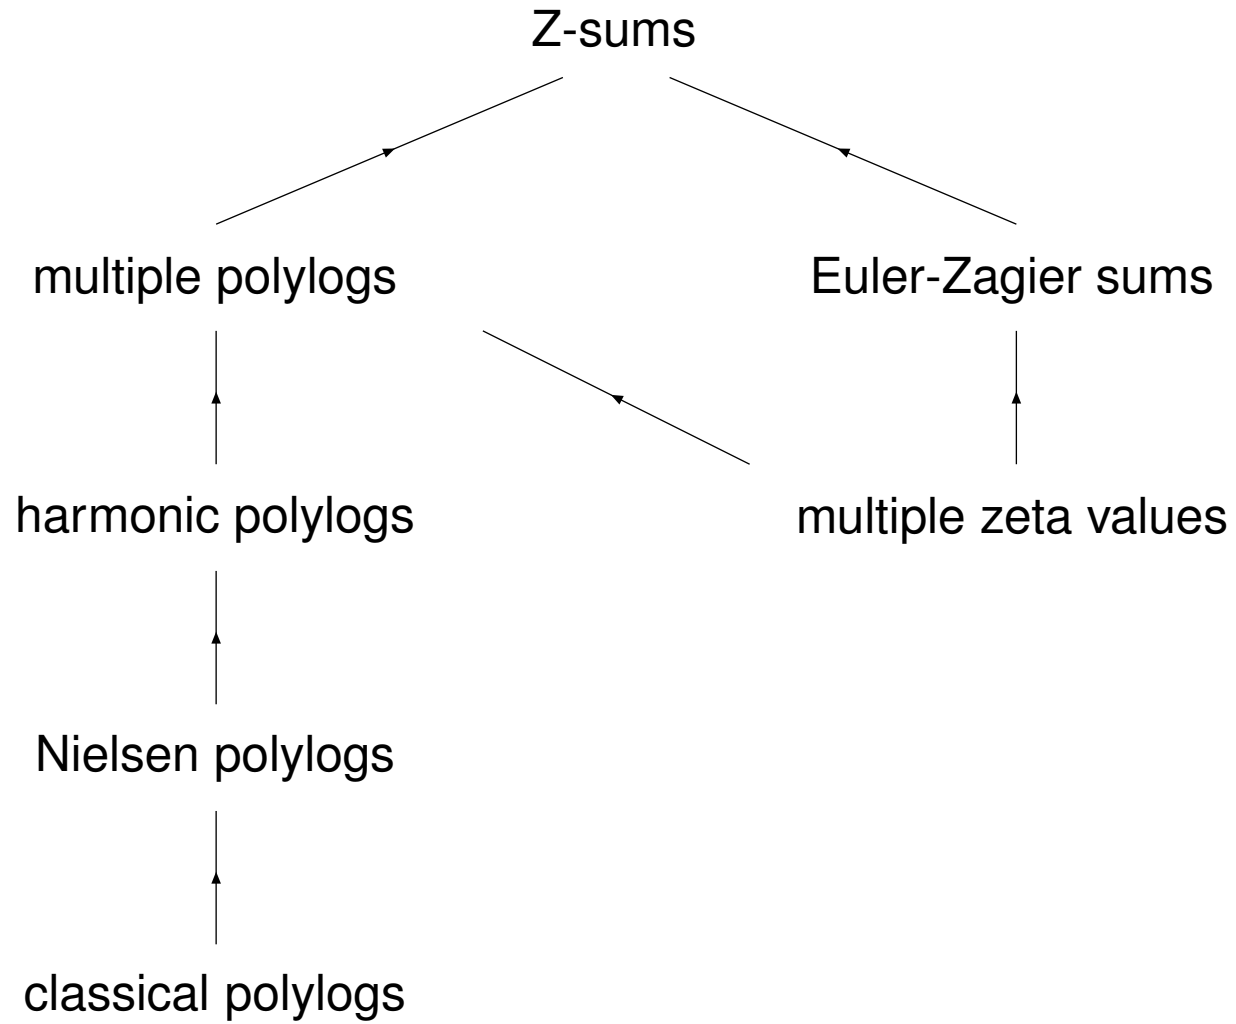 Z-sums
multiple polylogs
Euler-Zagier sums
harmonic polylogs
multiple zeta values
Nielsen polylogs
classical polylogs